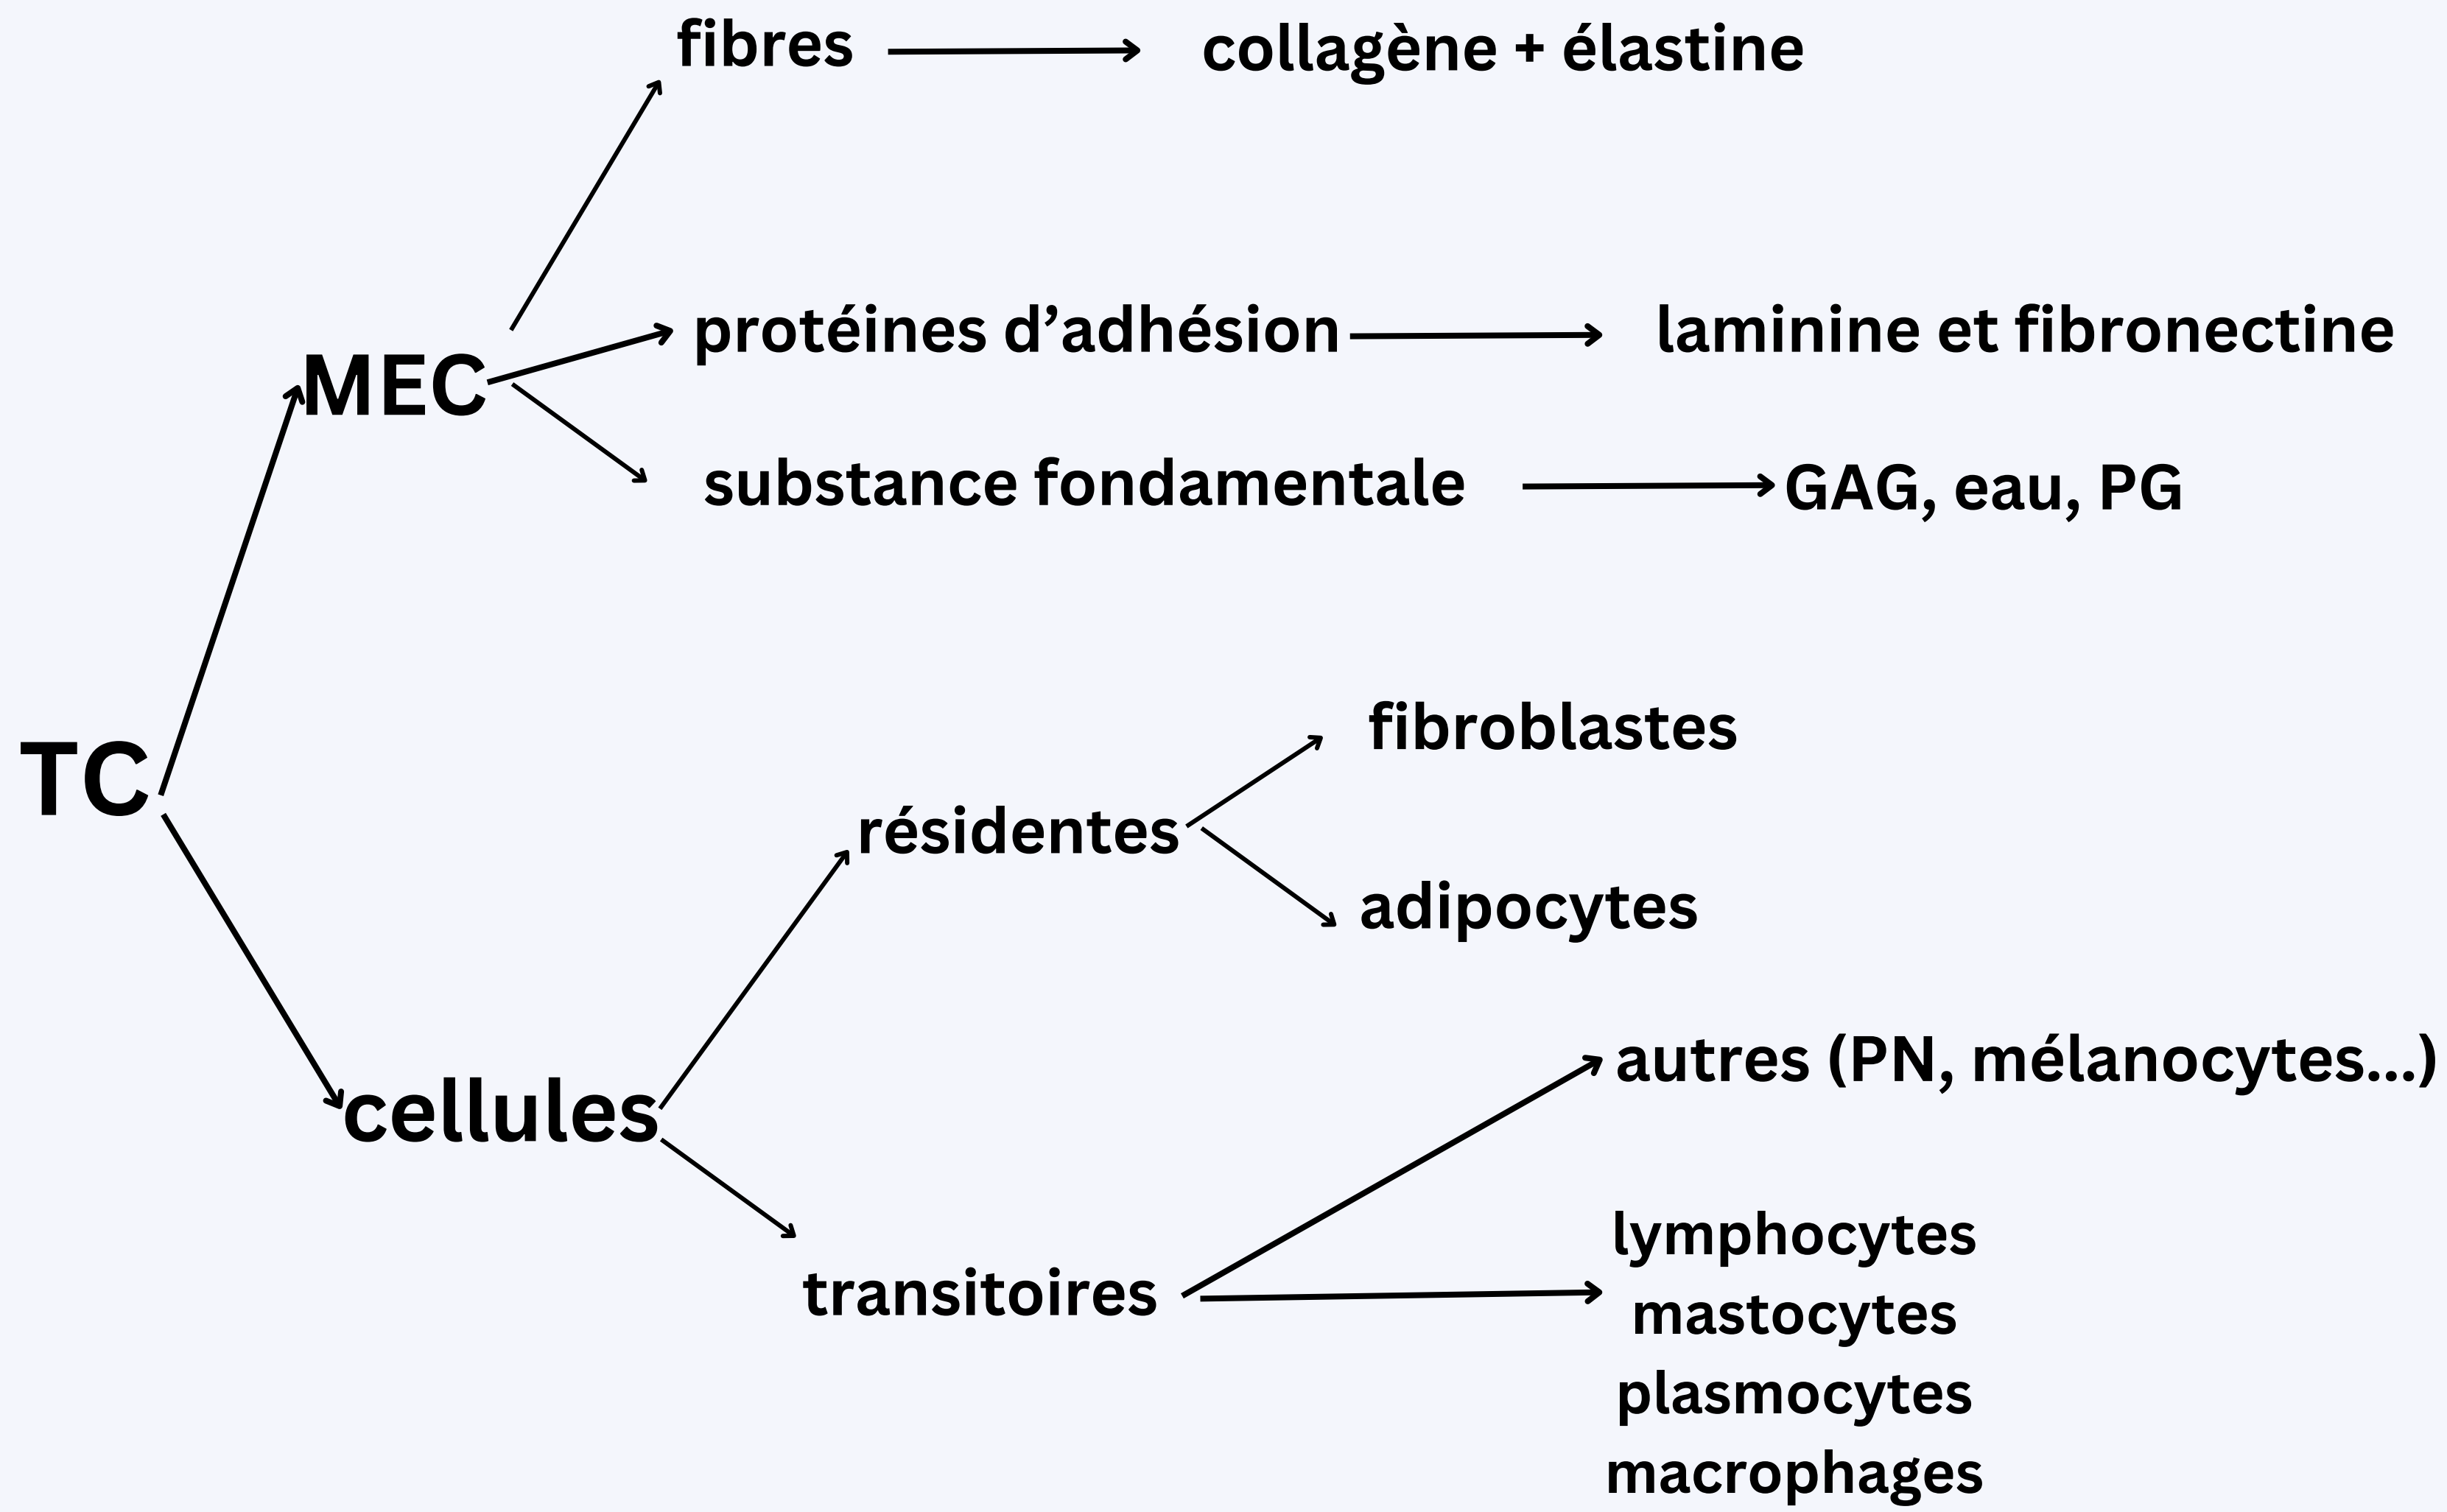 fibres
collagène + élastine
protéines d’adhésion
laminine et fibronectine
MEC
substance fondamentale
GAG, eau, PG
TC
fibroblastes
résidentes
adipocytes
cellules
autres (PN, mélanocytes...)
transitoires
lymphocytes
mastocytes
plasmocytes
macrophages